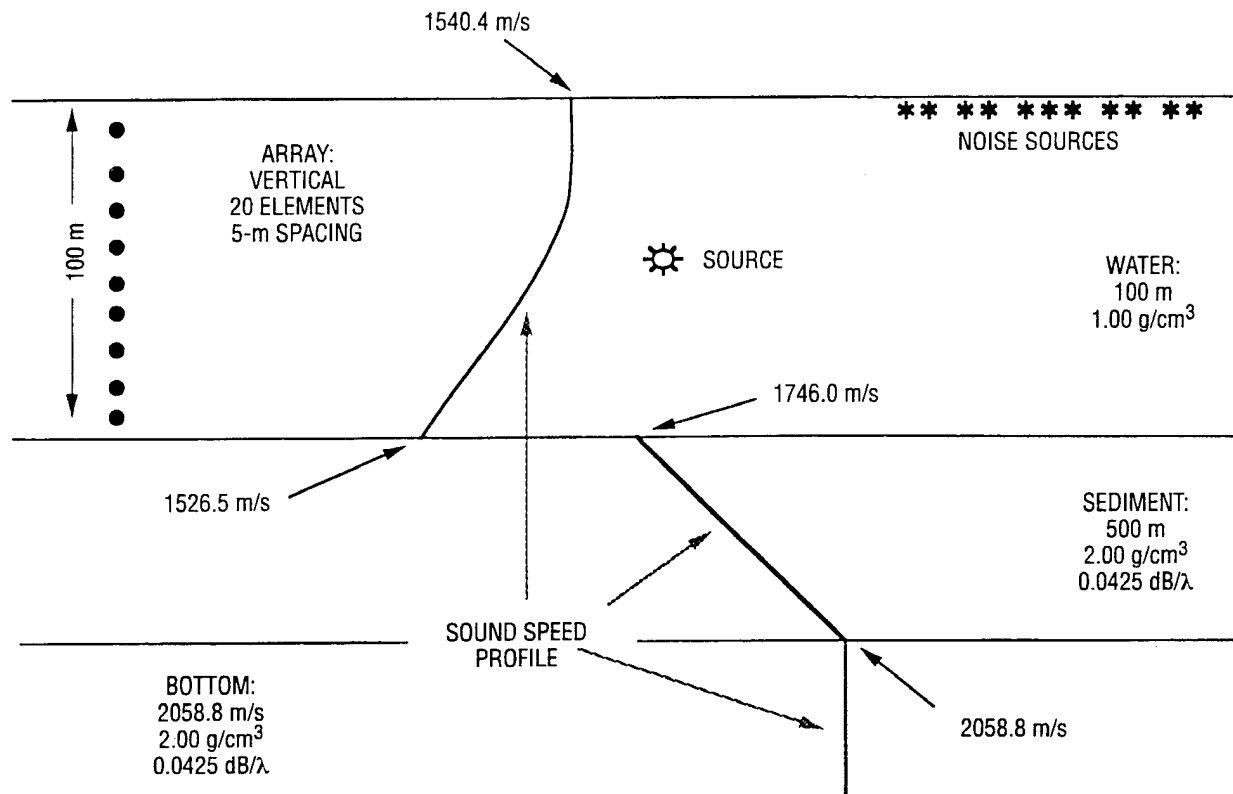 1540.4 m/s
NOISE SOURCES
ARRAY:
VERTICAL
20 ELEMENTS
5-m SPACING
100 m
SOURCE
WATER:
100 m
1.00 g/cm³
1746.0 m/s
1526.5 m/s
SEDIMENT:
500 m
2.00 g/cm³
0.0425 dB/λ
SOUND SPEED
PROFILE
BOTTOM:
2058.8 m/s
2.00 g/cm³
0.0425 dB/λ
2058.8 m/s